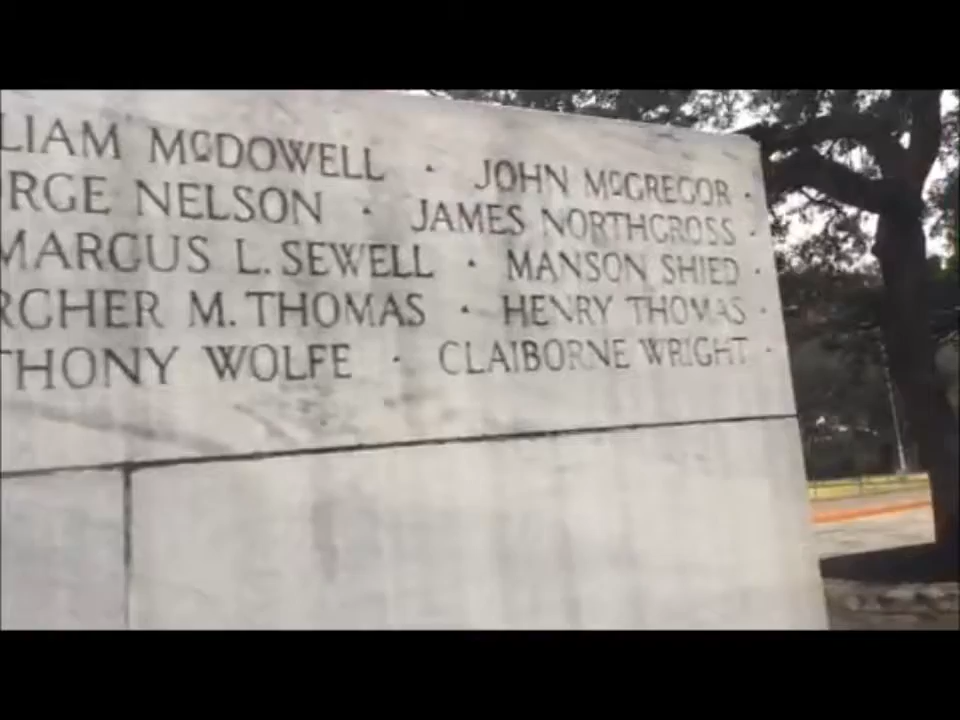 LIAM McDOWELL · JOHN McGREGOR ·
RGE NELSON · JAMES NORTHCROSS ·
MARCUS L. SEWELL · MANSON SHIED ·
RCHER M. THOMAS · HENRY THOMAS ·
THONY WOLFE · CLAIBORNE WRIGHT ·